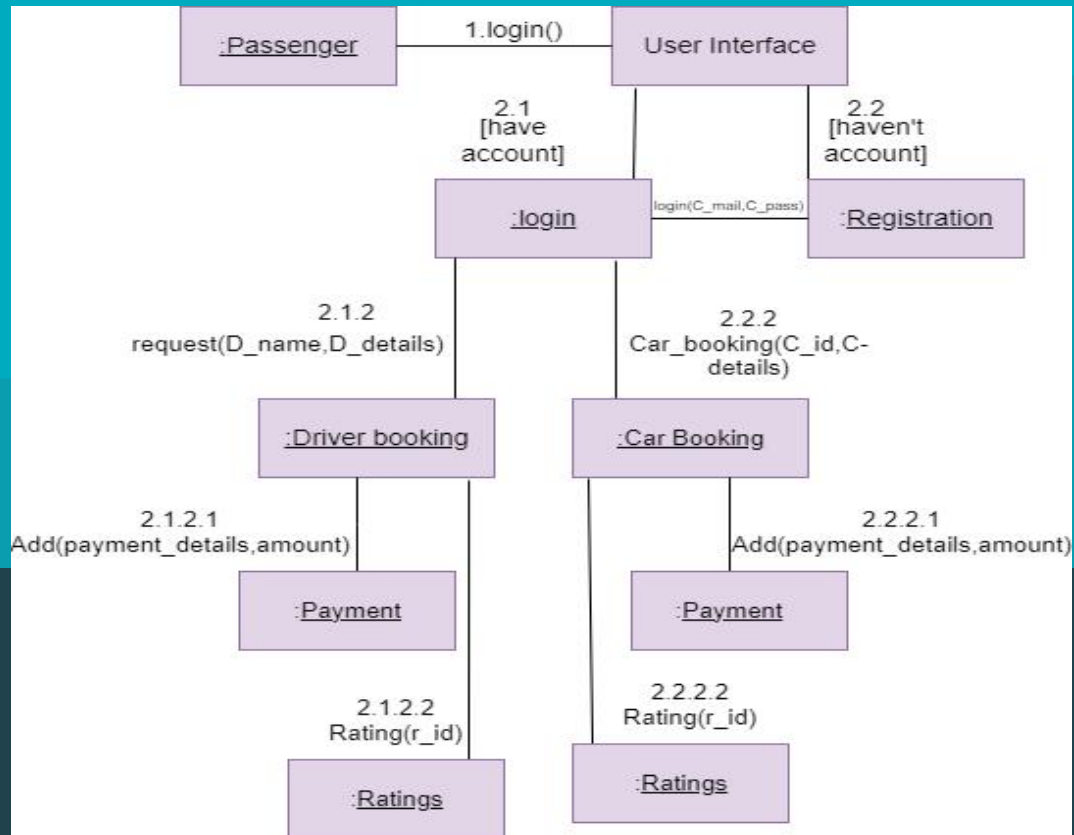 :Passenger
1.login()
User Interface
2.1
[have
account]
2.2
[haven't
account]
:login
login(C_mail,C_pass)
:Registration
2.1.2
request(D_name,D_details)
2.2.2
Car_booking(C_id,C-
details)
:Driver booking
:Car Booking
2.1.2.1
Add(payment_details,amount)
2.2.2.1
Add(payment_details,amount)
:Payment
:Payment
2.1.2.2
Rating(r_id)
2.2.2.2
Rating(r_id)
:Ratings
:Ratings